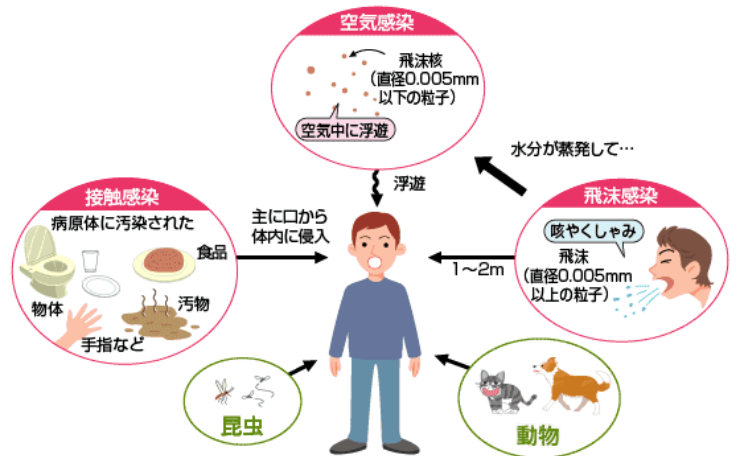 空気感染
飛沫核
(直径0.005mm
以下の粒子)
空気中に浮遊
水分が蒸発して…
浮遊
接触感染
病原体に汚染された
食品
物体
汚物
手指など
主に口から
体内に侵入
飛沫感染
咳やくしゃみ
飛沫
(直径0.005mm
以上の粒子)
1〜2m
昆虫
動物